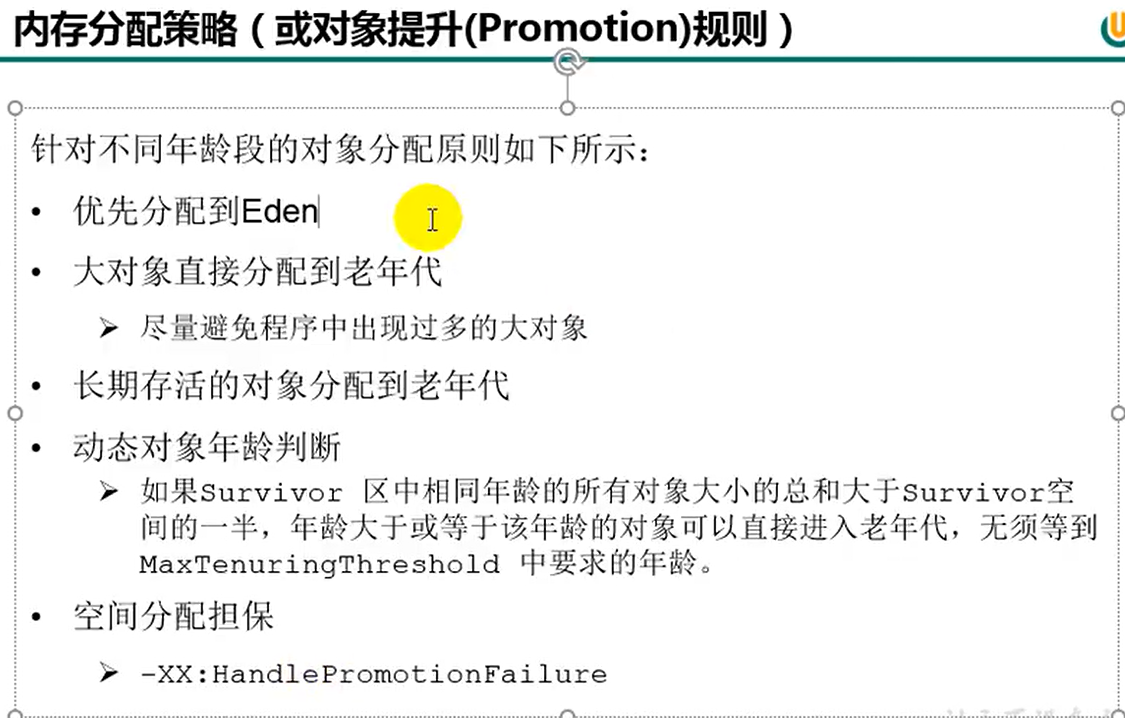 内存分配策略（或对象提升(Promotion)规则）
针对不同年龄段的对象分配原则如下所示：
• 优先分配到Eden
• 大对象直接分配到老年代
➢ 尽量避免程序中出现过多的大对象
• 长期存活的对象分配到老年代
• 动态对象年龄判断
➢ 如果Survivor 区中相同年龄的所有对象大小的总和大于Survivor空
间的一半，年龄大于或等于该年龄的对象可以直接进入老年代，无须等到
MaxTenuringThreshold 中要求的年龄。
• 空间分配担保
➢ -XX:HandlePromotionFailure